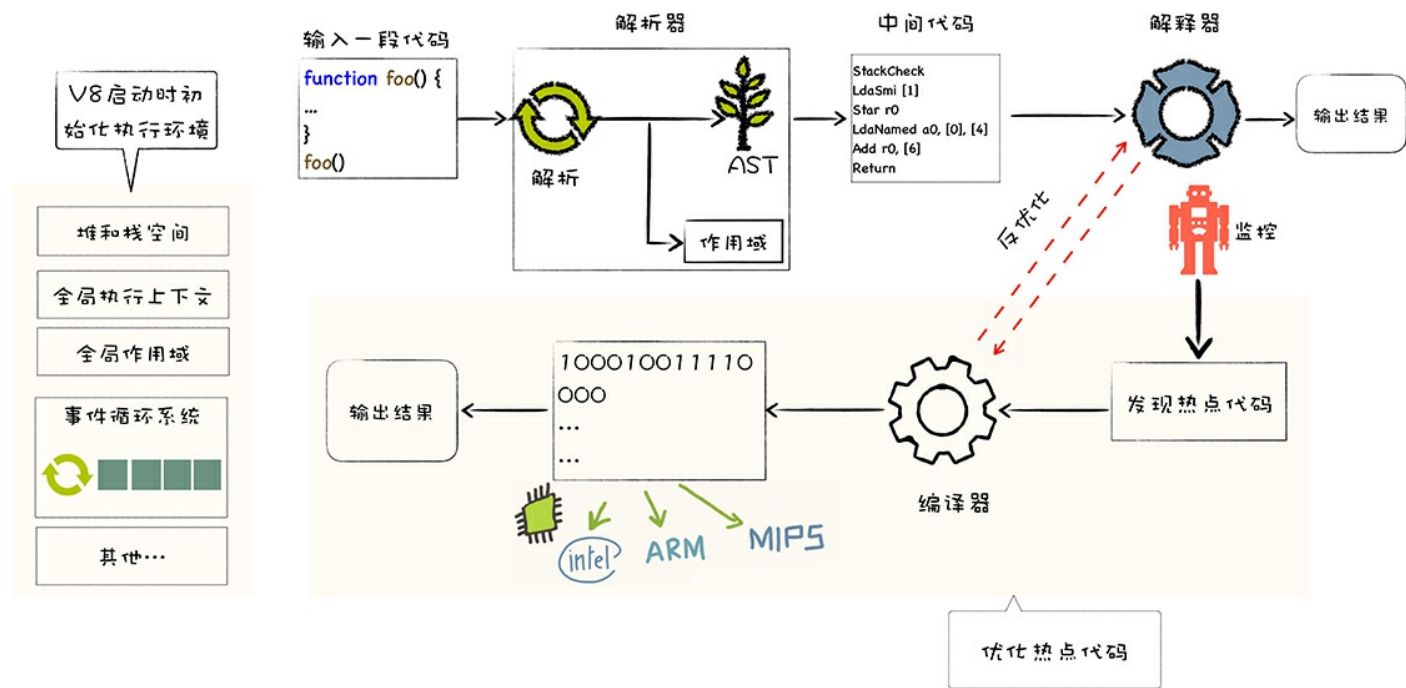 V8启动时初
始化执行环境
堆和栈空间
全局执行上下文
全局作用域
事件循环系统
其他…
输入一段代码
function foo() {
...
}
foo()
解析器
解析
AST
作用域
中间代码
StackCheck
LdaSmi [1]
Star r0
LdaNamed a0, [0], [4]
Add r0, [6]
Return
解释器
输出结果
反优化
监控
发现热点代码
编译器
100010011110
000
...
...
输出结果
intel
ARM
MIPS
优化热点代码